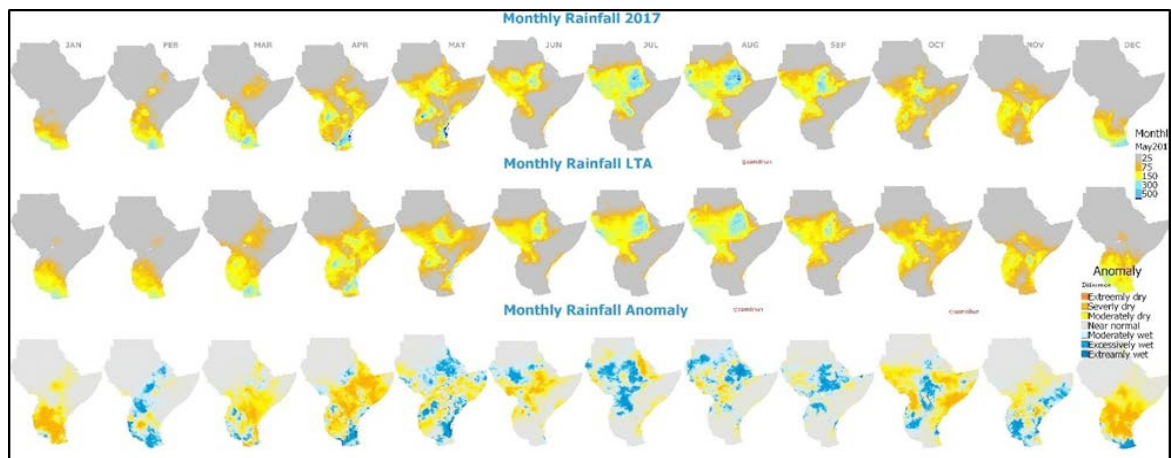 Monthly Rainfall 2017
JAN FEB MAR APR MAY JUN JUL AUG SEP OCT NOV DEC
Monthl
May201
25
75
150
300
500
Monthly Rainfall LTA
Anomaly
Difference
Extreemly dry
Severly dry
Moderately dry
Near normal
Moderately wet
Excessively wet
Extreamly wet
Monthly Rainfall Anomaly